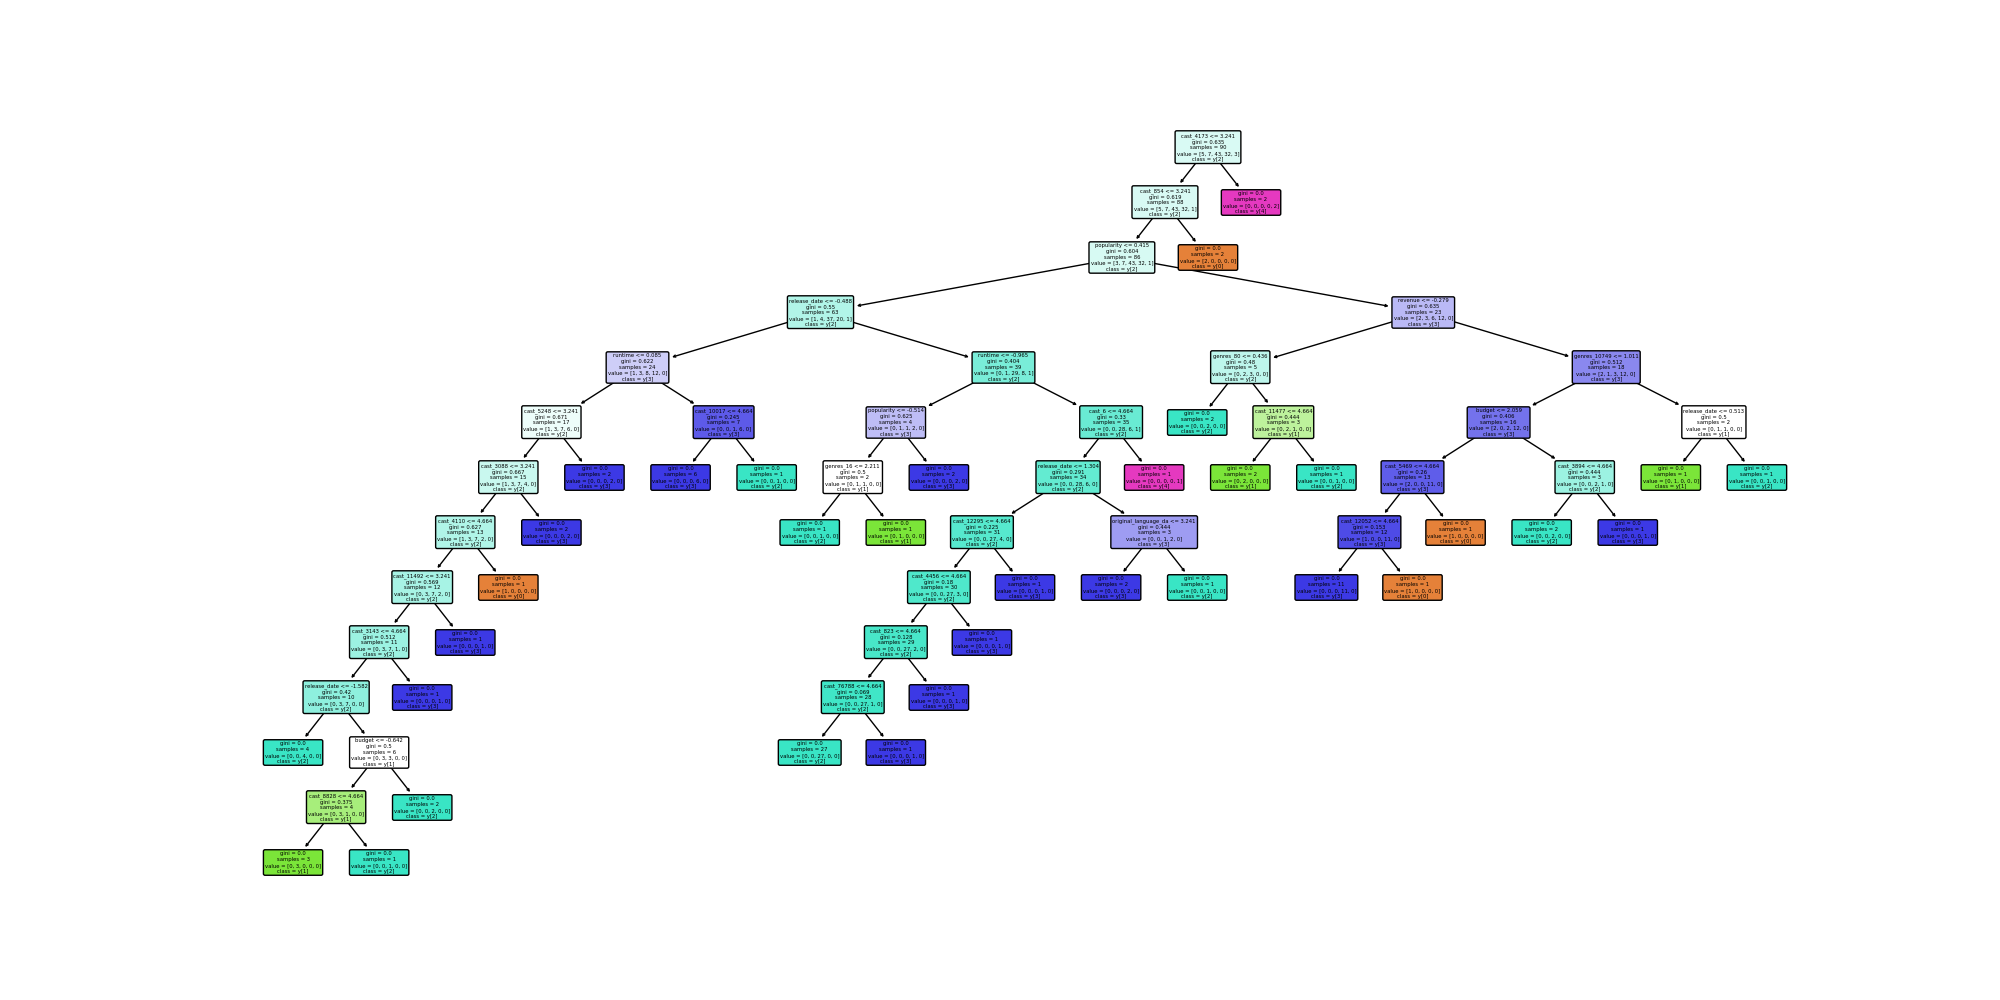 cast_4173 <= 3.241
gini = 0.635
samples = 90
value = [5, 7, 43, 32, 3]
class = y[2]
cast_854 <= 3.241
gini = 0.619
samples = 88
value = [5, 7, 43, 32, 1]
class = y[2]
gini = 0.0
samples = 2
value = [0, 0, 0, 0, 2]
class = y[4]
popularity <= 0.415
gini = 0.604
samples = 86
value = [3, 7, 43, 32, 1]
class = y[2]
gini = 0.0
samples = 2
value = [2, 0, 0, 0, 0]
class = y[0]
release_date <= -0.488
gini = 0.55
samples = 63
value = [1, 4, 37, 20, 1]
class = y[2]
revenue <= -0.279
gini = 0.635
samples = 23
value = [2, 3, 6, 12, 0]
class = y[3]
runtime <= 0.085
gini = 0.622
samples = 24
value = [1, 3, 8, 12, 0]
class = y[3]
runtime <= -0.965
gini = 0.404
samples = 39
value = [0, 1, 29, 8, 1]
class = y[2]
genres_80 <= 0.436
gini = 0.48
samples = 5
value = [0, 2, 3, 0, 0]
class = y[2]
genres_10749 <= 1.011
gini = 0.512
samples = 18
value = [2, 1, 3, 12, 0]
class = y[3]
cast_5248 <= 3.241
gini = 0.671
samples = 17
value = [1, 3, 7, 6, 0]
class = y[2]
cast_10017 <= 4.664
gini = 0.245
samples = 7
value = [0, 0, 1, 6, 0]
class = y[3]
popularity <= -0.514
gini = 0.625
samples = 4
value = [0, 1, 1, 2, 0]
class = y[3]
cast_6 <= 4.664
gini = 0.33
samples = 35
value = [0, 0, 28, 6, 1]
class = y[2]
gini = 0.0
samples = 2
value = [0, 0, 2, 0, 0]
class = y[2]
cast_11477 <= 4.664
gini = 0.444
samples = 3
value = [0, 2, 1, 0, 0]
class = y[1]
budget <= 2.059
gini = 0.406
samples = 16
value = [2, 0, 2, 12, 0]
class = y[3]
release_date <= 0.513
gini = 0.5
samples = 2
value = [0, 1, 1, 0, 0]
class = y[1]
cast_3088 <= 3.241
gini = 0.667
samples = 15
value = [1, 3, 7, 4, 0]
class = y[2]
gini = 0.0
samples = 2
value = [0, 0, 0, 2, 0]
class = y[3]
gini = 0.0
samples = 6
value = [0, 0, 0, 6, 0]
class = y[3]
gini = 0.0
samples = 1
value = [0, 0, 1, 0, 0]
class = y[2]
genres_16 <= 2.211
gini = 0.5
samples = 2
value = [0, 1, 1, 0, 0]
class = y[1]
gini = 0.0
samples = 2
value = [0, 0, 0, 2, 0]
class = y[3]
release_date <= 1.304
gini = 0.291
samples = 34
value = [0, 0, 28, 6, 0]
class = y[2]
gini = 0.0
samples = 1
value = [0, 0, 0, 0, 1]
class = y[4]
gini = 0.0
samples = 2
value = [0, 2, 0, 0, 0]
class = y[1]
gini = 0.0
samples = 1
value = [0, 0, 1, 0, 0]
class = y[2]
cast_5469 <= 4.664
gini = 0.26
samples = 13
value = [2, 0, 0, 11, 0]
class = y[3]
cast_3894 <= 4.664
gini = 0.444
samples = 3
value = [0, 0, 2, 1, 0]
class = y[2]
gini = 0.0
samples = 1
value = [0, 1, 0, 0, 0]
class = y[1]
gini = 0.0
samples = 1
value = [0, 0, 1, 0, 0]
class = y[2]
cast_4110 <= 4.664
gini = 0.627
samples = 13
value = [1, 3, 7, 2, 0]
class = y[2]
gini = 0.0
samples = 2
value = [0, 0, 0, 2, 0]
class = y[3]
gini = 0.0
samples = 1
value = [0, 0, 1, 0, 0]
class = y[2]
gini = 0.0
samples = 1
value = [0, 1, 0, 0, 0]
class = y[1]
cast_12295 <= 4.664
gini = 0.225
samples = 31
value = [0, 0, 27, 4, 0]
class = y[2]
original_language_da <= 3.241
gini = 0.444
samples = 3
value = [0, 0, 1, 2, 0]
class = y[3]
cast_12052 <= 4.664
gini = 0.153
samples = 12
value = [1, 0, 0, 11, 0]
class = y[3]
gini = 0.0
samples = 1
value = [1, 0, 0, 0, 0]
class = y[0]
gini = 0.0
samples = 2
value = [0, 0, 2, 0, 0]
class = y[2]
gini = 0.0
samples = 1
value = [0, 0, 0, 1, 0]
class = y[3]
cast_11492 <= 3.241
gini = 0.569
samples = 12
value = [0, 3, 7, 2, 0]
class = y[2]
gini = 0.0
samples = 1
value = [1, 0, 0, 0, 0]
class = y[0]
cast_4456 <= 4.664
gini = 0.18
samples = 30
value = [0, 0, 27, 3, 0]
class = y[2]
gini = 0.0
samples = 1
value = [0, 0, 0, 1, 0]
class = y[3]
gini = 0.0
samples = 2
value = [0, 0, 0, 2, 0]
class = y[3]
gini = 0.0
samples = 1
value = [0, 0, 1, 0, 0]
class = y[2]
gini = 0.0
samples = 11
value = [0, 0, 0, 11, 0]
class = y[3]
gini = 0.0
samples = 1
value = [1, 0, 0, 0, 0]
class = y[0]
cast_3143 <= 4.664
gini = 0.512
samples = 11
value = [0, 3, 7, 1, 0]
class = y[2]
gini = 0.0
samples = 1
value = [0, 0, 0, 1, 0]
class = y[3]
cast_823 <= 4.664
gini = 0.128
samples = 29
value = [0, 0, 27, 2, 0]
class = y[2]
gini = 0.0
samples = 1
value = [0, 0, 0, 1, 0]
class = y[3]
release_date <= -1.582
gini = 0.42
samples = 10
value = [0, 3, 7, 0, 0]
class = y[2]
gini = 0.0
samples = 1
value = [0, 0, 0, 1, 0]
class = y[3]
cast_76788 <= 4.664
gini = 0.069
samples = 28
value = [0, 0, 27, 1, 0]
class = y[2]
gini = 0.0
samples = 1
value = [0, 0, 0, 1, 0]
class = y[3]
gini = 0.0
samples = 4
value = [0, 0, 4, 0, 0]
class = y[2]
budget <= -0.642
gini = 0.5
samples = 6
value = [0, 3, 3, 0, 0]
class = y[1]
gini = 0.0
samples = 27
value = [0, 0, 27, 0, 0]
class = y[2]
gini = 0.0
samples = 1
value = [0, 0, 0, 1, 0]
class = y[3]
cast_8828 <= 4.664
gini = 0.375
samples = 4
value = [0, 3, 1, 0, 0]
class = y[1]
gini = 0.0
samples = 2
value = [0, 0, 2, 0, 0]
class = y[2]
gini = 0.0
samples = 3
value = [0, 3, 0, 0, 0]
class = y[1]
gini = 0.0
samples = 1
value = [0, 0, 1, 0, 0]
class = y[2]